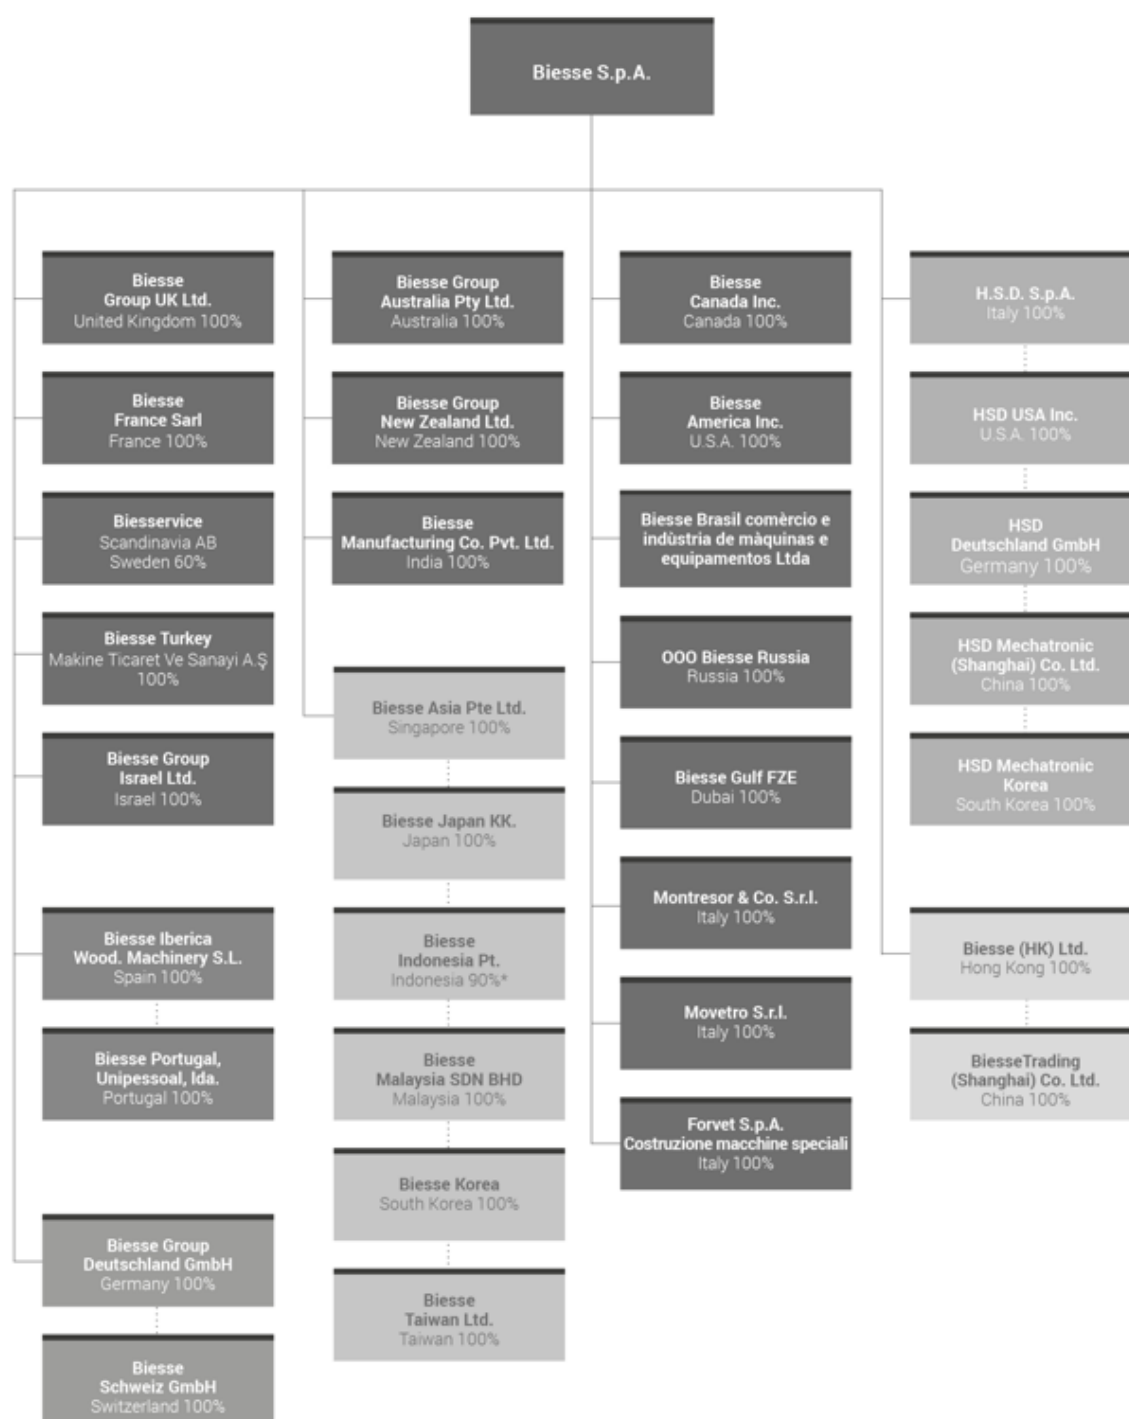 Biesse S.p.A.
Biesse
Group UK Ltd.
United Kingdom 100%
Biesse
France Sarl
France 100%
Biesservice
Scandinavia AB
Sweden 60%
Biesse Turkey
Makine Ticaret Ve Sanayi A.Ş
100%
Biesse Group
Israel Ltd.
Israel 100%
Biesse Iberica
Wood. Machinery S.L.
Spain 100%
Biesse Portugal,
Unipessoal, lda.
Portugal 100%
Biesse Group
Deutschland GmbH
Germany 100%
Biesse
Schweiz GmbH
Switzerland 100%
Biesse Group
Australia Pty Ltd.
Australia 100%
Biesse Group
New Zealand Ltd.
New Zealand 100%
Biesse
Manufacturing Co. Pvt. Ltd.
India 100%
Biesse Asia Pte Ltd.
Singapore 100%
Biesse Japan KK.
Japan 100%
Biesse
Indonesia Pt.
Indonesia 90%*
Biesse
Malaysia SDN BHD
Malaysia 100%
Biesse Korea
South Korea 100%
Biesse
Taiwan Ltd.
Taiwan 100%
Biesse
Canada Inc.
Canada 100%
Biesse
America Inc.
U.S.A. 100%
Biesse Brasil comèrcio e
indùstria de màquinas e
equipamentos Ltda
OOO Biesse Russia
Russia 100%
Biesse Gulf FZE
Dubai 100%
Montresor & Co. S.r.l.
Italy 100%
Movetro S.r.l.
Italy 100%
Forvet S.p.A.
Costruzione macchine speciali
Italy 100%
H.S.D. S.p.A.
Italy 100%
HSD USA Inc.
U.S.A. 100%
HSD
Deutschland GmbH
Germany 100%
HSD Mechatronic
(Shanghai) Co. Ltd.
China 100%
HSD Mechatronic
Korea
South Korea 100%
Biesse (HK) Ltd.
Hong Kong 100%
BiesseTrading
(Shanghai) Co. Ltd.
China 100%